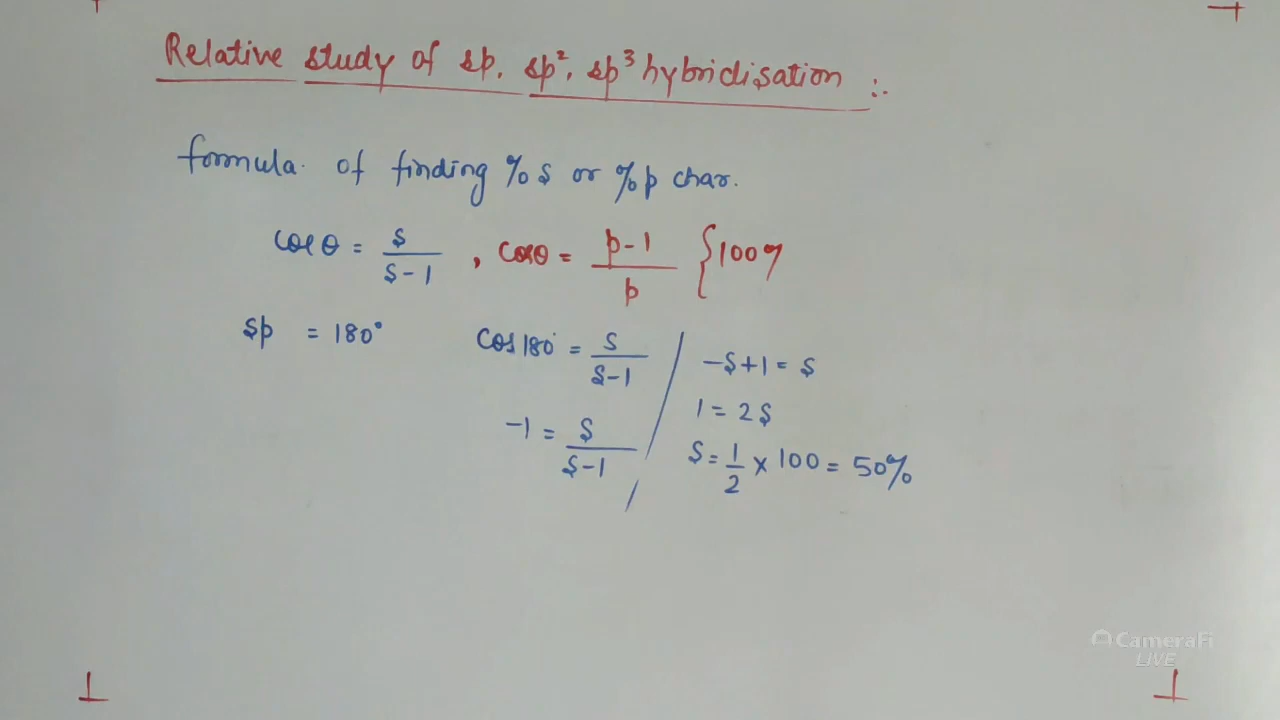 Relative study of sp, sp², sp³ hybridisation :.
formula. of finding % s or % p char.
cos θ = s/(s-1) , cos θ = (p-1)/p { 100%
sp = 180°
cos 180° = s/(s-1)
-1 = s/(s-1)
-s+1 = s
1 = 2s
s = 1/2 × 100 = 50%
CameraFi
LIVE